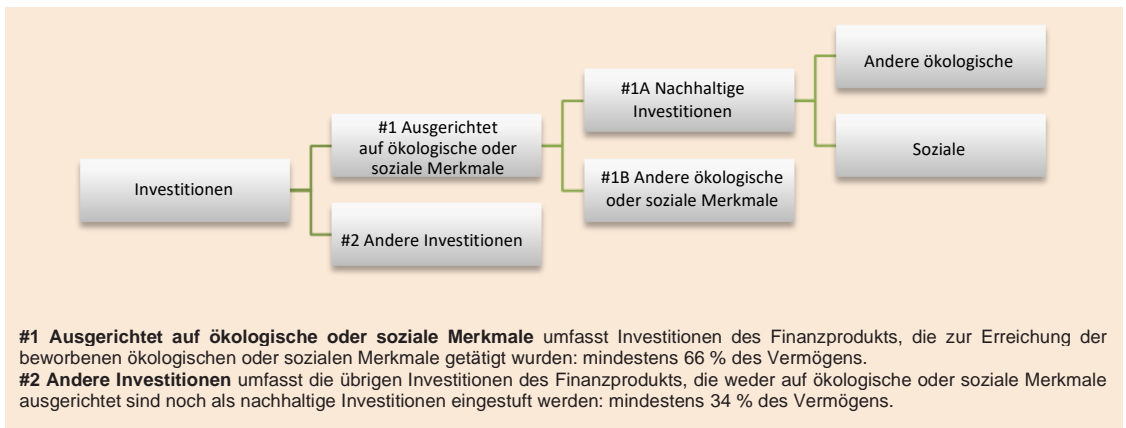 Investitionen
#1 Ausgerichtet
auf ökologische oder
soziale Merkmale
#2 Andere Investitionen
#1A Nachhaltige
Investitionen
#1B Andere ökologische
oder soziale Merkmale
Andere ökologische
Soziale
#1 Ausgerichtet auf ökologische oder soziale Merkmale umfasst Investitionen des Finanzprodukts, die zur Erreichung der
beworbenen ökologischen oder sozialen Merkmale getätigt wurden: mindestens 66 % des Vermögens.
#2 Andere Investitionen umfasst die übrigen Investitionen des Finanzprodukts, die weder auf ökologische oder soziale Merkmale
ausgerichtet sind noch als nachhaltige Investitionen eingestuft werden: mindestens 34 % des Vermögens.